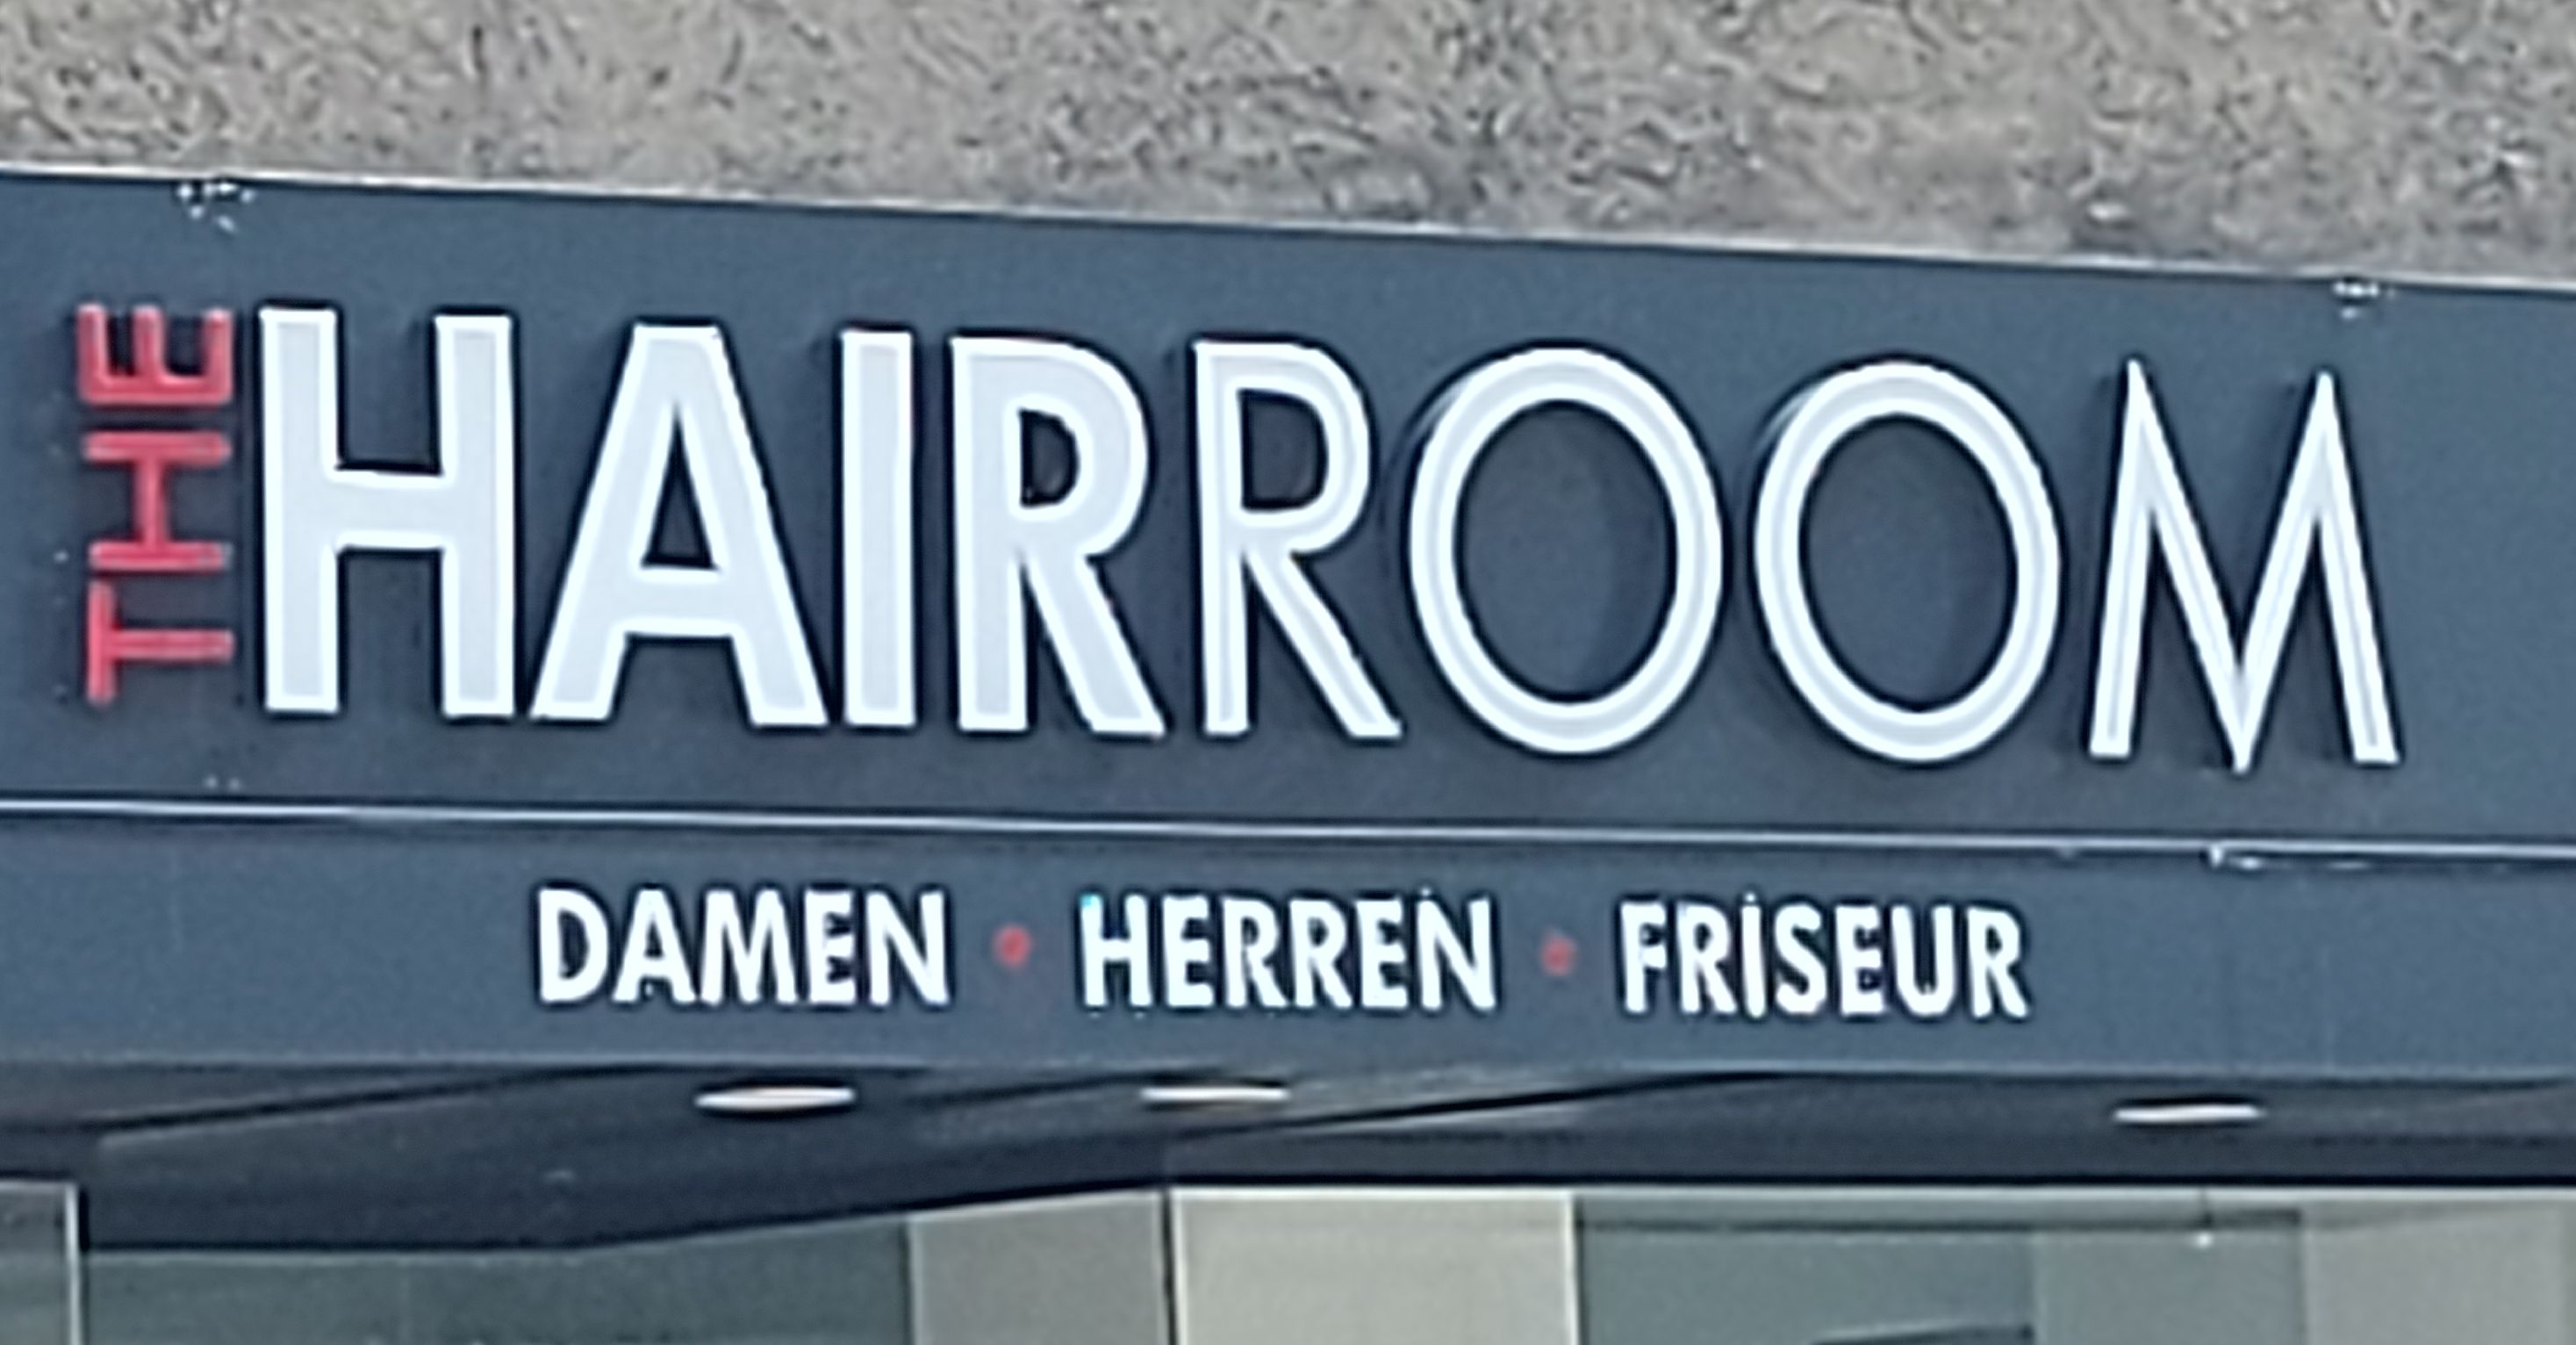 THE HAIRROOM
DAMEN • HERREN • FRISEUR